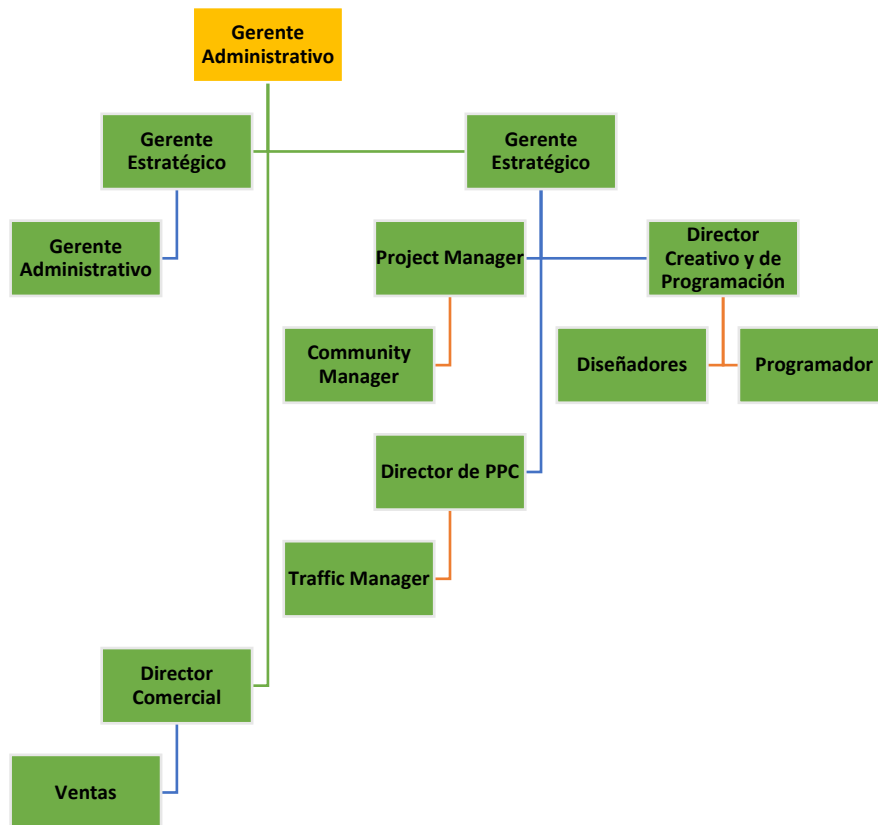 Gerente
Administrativo
Gerente
Estratégico
Gerente
Estratégico
Gerente
Administrativo
Project Manager
Director
Creativo y de
Programación
Community
Manager
Diseñadores
Programador
Director de PPC
Traffic Manager
Director
Comercial
Ventas